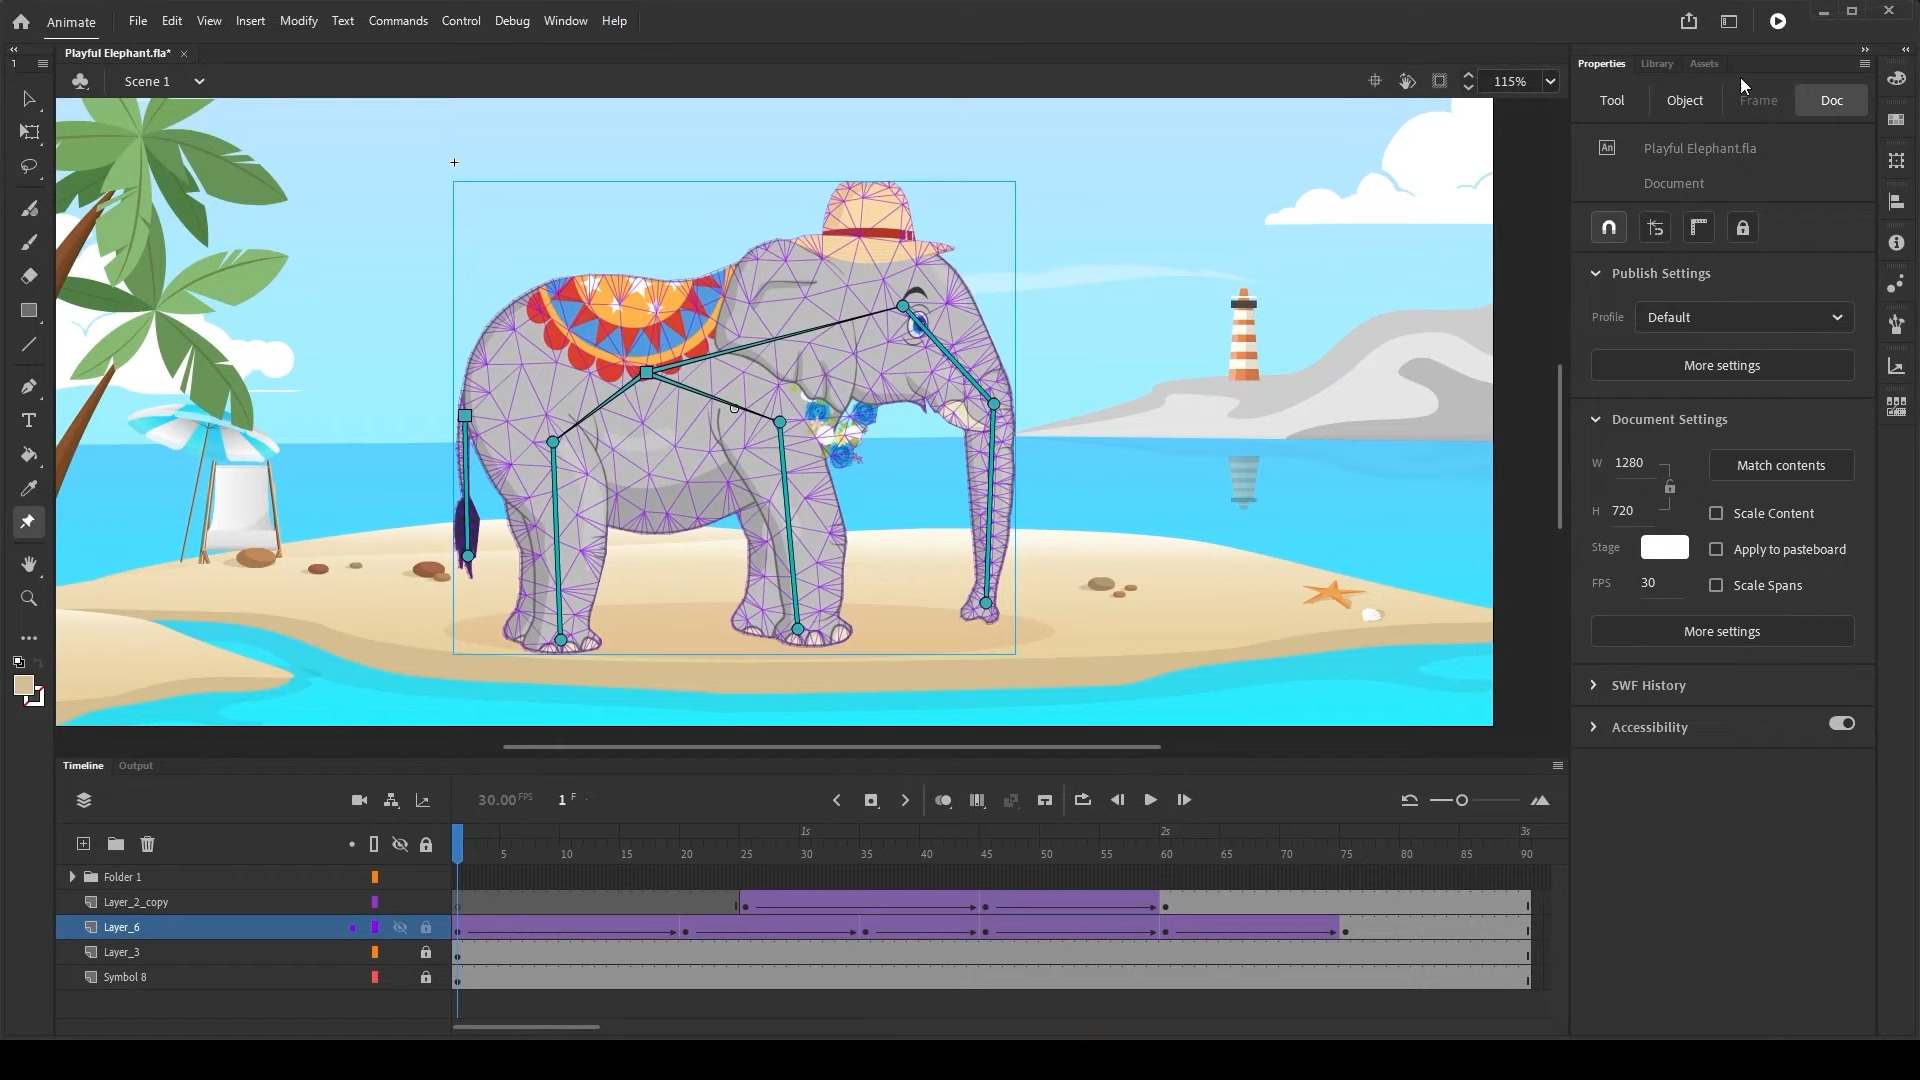 Animate File Edit View Insert Modify Text Commands Control Debug Window Help
Playful Elephant.fla*
Scene 1 115%
Properties Library Assets
Tool Object Frame Doc
An Playful Elephant.fla
Document
Publish Settings
Profile Default
More settings
Document Settings
W 1280 Match contents
H 720 Scale Content
Stage Apply to pasteboard
FPS 30 Scale Spans
More settings
SWF History
Accessibility
Timeline Output
30.00 FPS 1 F
1s 2s 3s
5 10 15 20 25 30 35 40 45 50 55 60 65 70 75 80 85 90
Folder 1
Layer_2_copy
Layer_6
Layer_3
Symbol 8